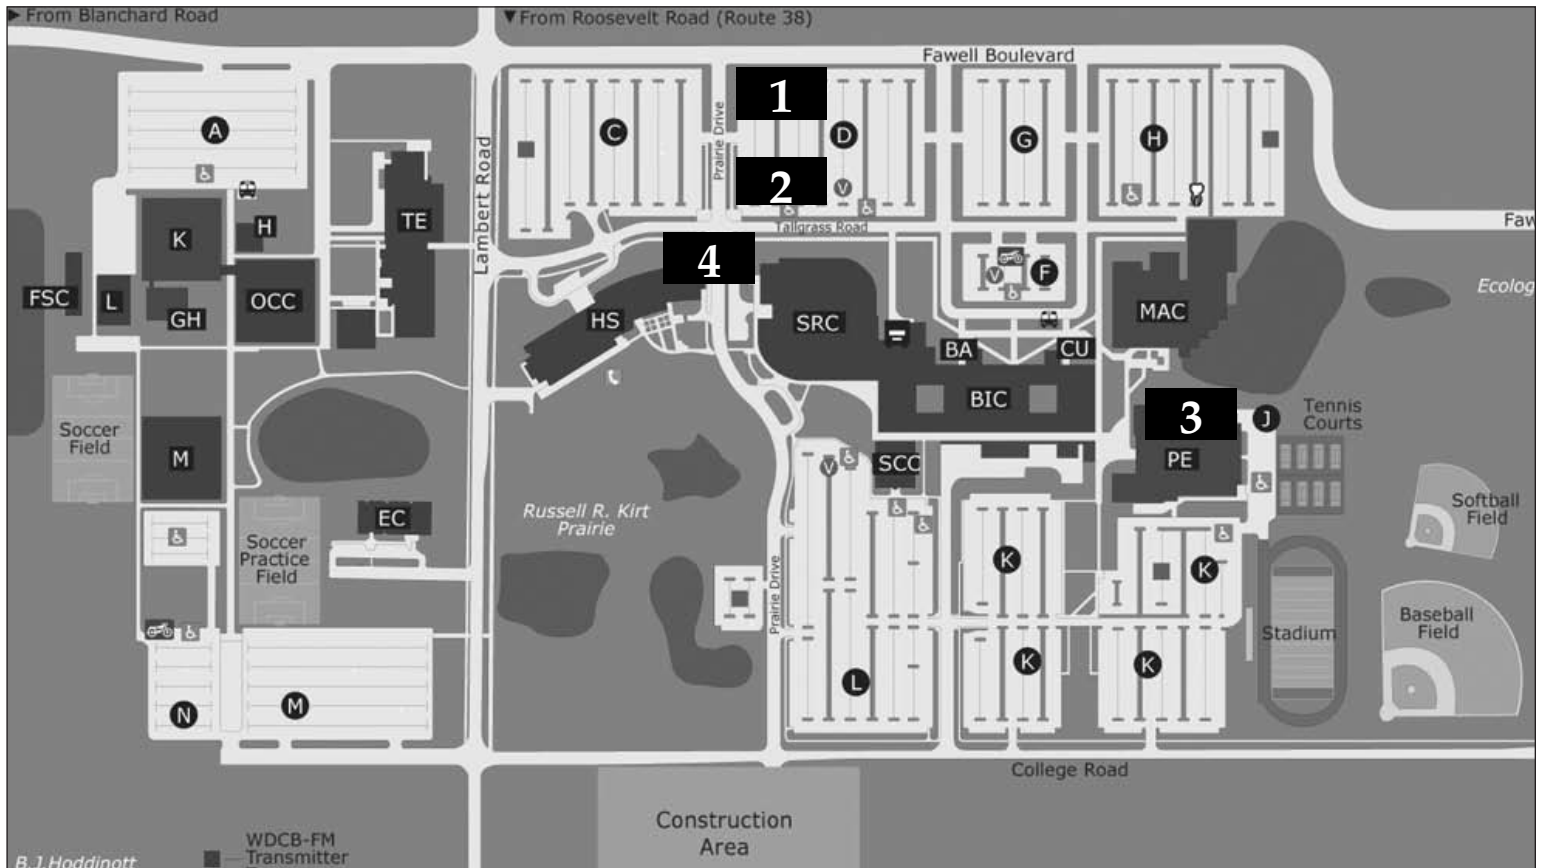 From Blanchard Road
From Roosevelt Road (Route 38)
Fawell Boulevard
1
A
C
Prairie Drive
D
G
H
2
V
Lambert Road
TE
Tallgrass Road
Faw
H
K
4
V
F
Ecolog
FSC
L
GH
OCC
HS
SRC
MAC
BA
CU
BIC
3
J
Tennis
Courts
Soccer
Field
M
PE
V
SCC
Softball
Field
Russell R. Kirt
Prairie
EC
Soccer
Practice
Field
K
K
Prairie Drive
Baseball
Field
Stadium
K
K
L
N
M
College Road
Construction
Area
WDCB-FM
Transmitter
B.J.Hoddinott